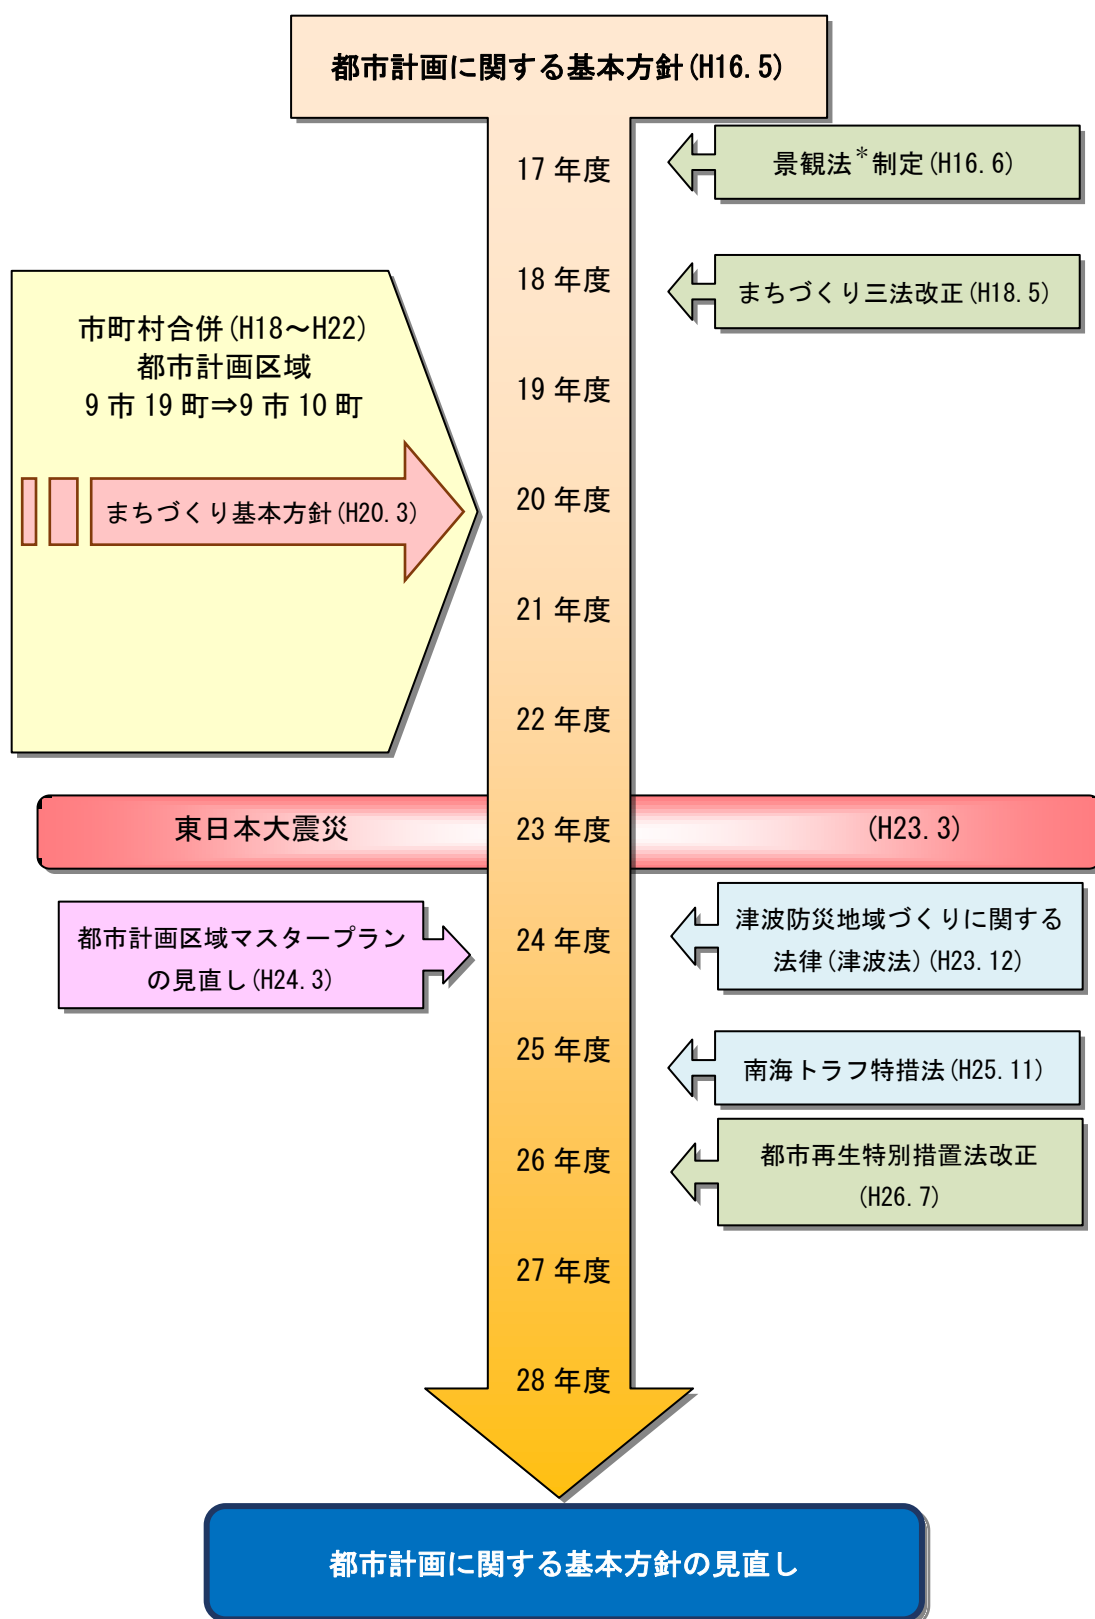 都市計画に関する基本方針(H16.5)
17年度
景観法*制定(H16.6)
18年度
まちづくり三法改正(H18.5)
市町村合併(H18～H22)
都市計画区域
9市19町⇒9市10町
19年度
まちづくり基本方針(H20.3)
20年度
21年度
22年度
東日本大震災
23年度
(H23.3)
都市計画区域マスタープラン
の見直し(H24.3)
24年度
津波防災地域づくりに関する
法律(津波法)(H23.12)
25年度
南海トラフ特措法(H25.11)
26年度
都市再生特別措置法改正
(H26.7)
27年度
28年度
都市計画に関する基本方針の見直し